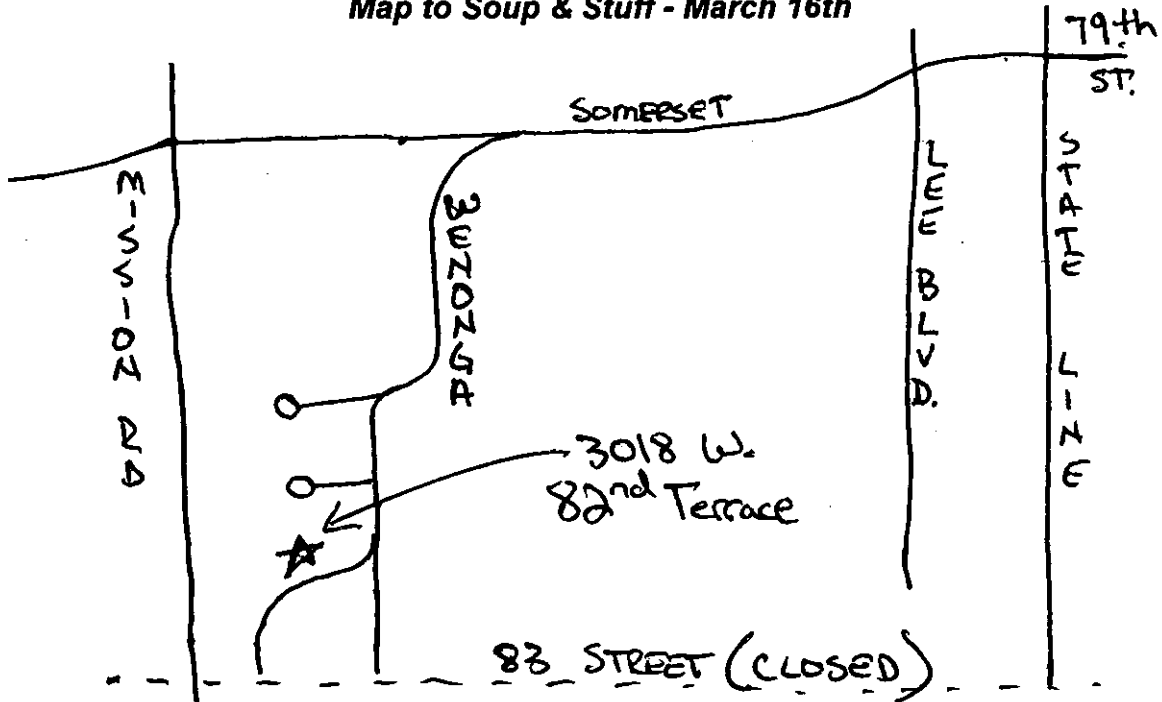 Map to Soup & Stuff - March 16th
79th
ST.
SOMERSET
MISSION RD
WENONGA
LEE BLVD.
STATE LINE
3018 W.
82nd Terrace
83 STREET (CLOSED)